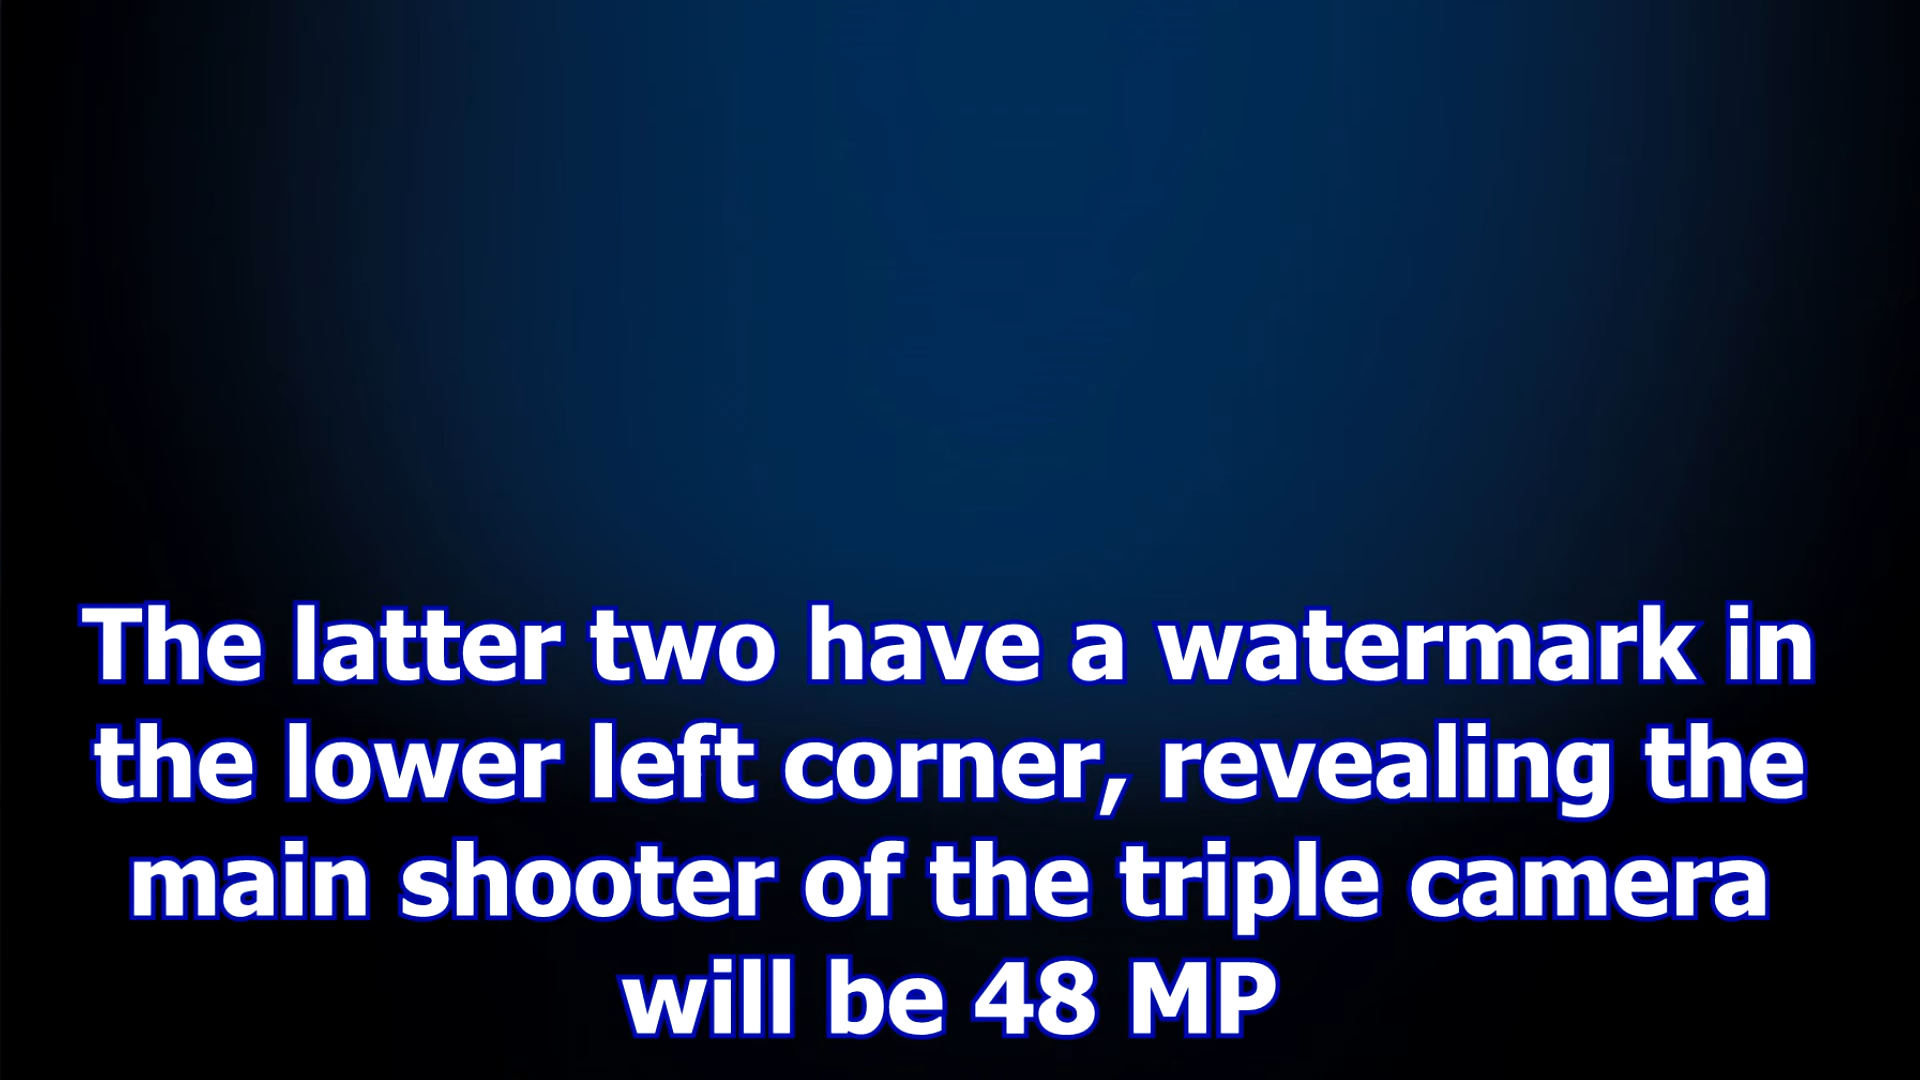 The latter two have a watermark in
the lower left corner, revealing the
main shooter of the triple camera
will be 48 MP